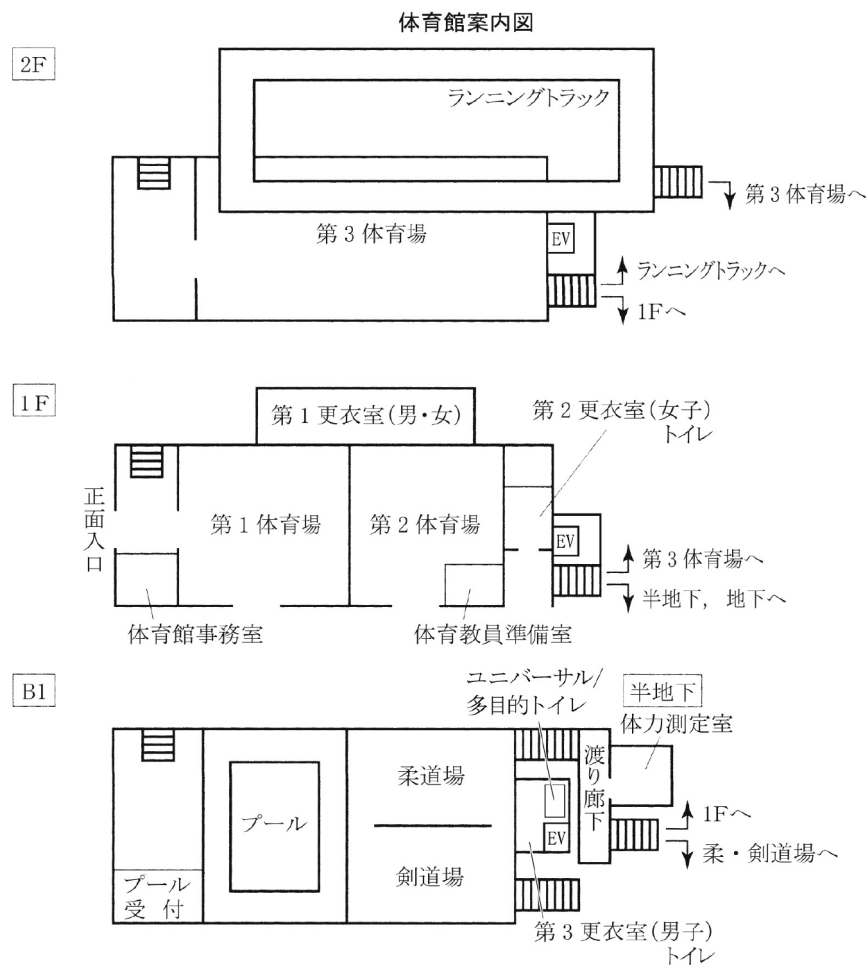 体育館案内図
2F
ランニングトラック
第3体育場へ
第3体育場
EV
ランニングトラックへ
1Fへ
1F
第1更衣室(男・女)
第2更衣室(女子)
トイレ
正面入口
第1体育場
第2体育場
EV
第3体育場へ
半地下，地下へ
体育館事務室
体育教員準備室
B1
ユニバーサル/
多目的トイレ
半地下
体力測定室
渡り廊下
柔道場
プール
EV
1Fへ
柔・剣道場へ
剣道場
プール
受付
第3更衣室(男子)
トイレ